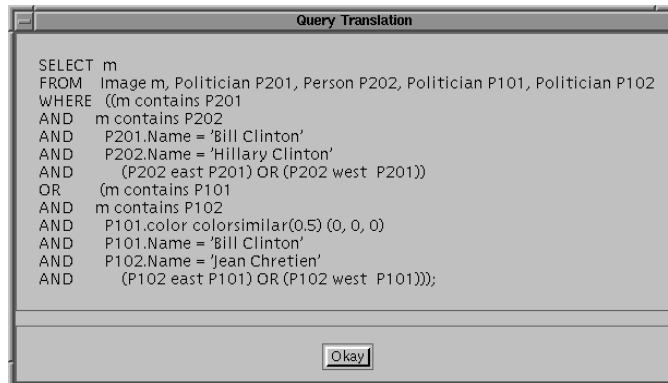 Query Translation
SELECT m
FROM Image m, Politician P201, Person P202, Politician P101, Politician P102
WHERE ((m contains P201
AND m contains P202
AND P201.Name = 'Bill Clinton'
AND P202.Name = 'Hillary Clinton'
AND (P202 east P201) OR (P202 west P201))
OR (m contains P101
AND m contains P102
AND P101.color colorsimilar(0.5) (0, 0, 0)
AND P101.Name = 'Bill Clinton'
AND P102.Name = 'Jean Chretien'
AND (P102 east P101) OR (P102 west P101)));
Okay